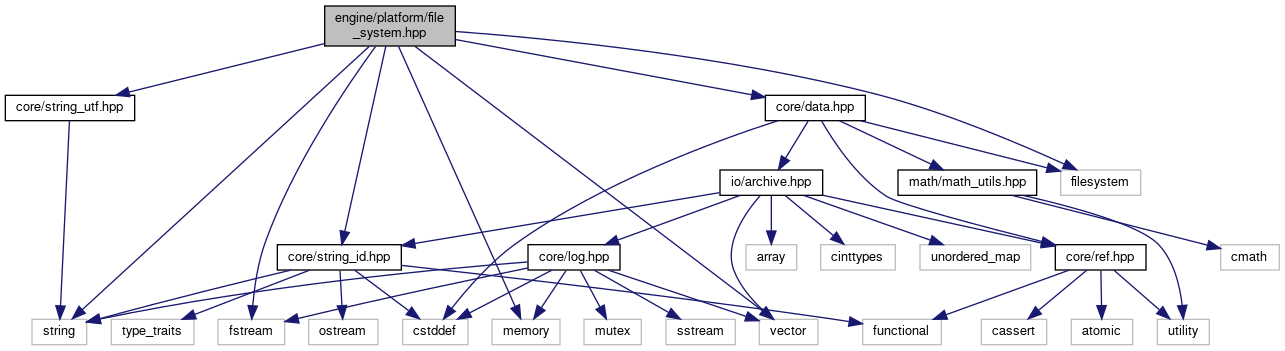 engine/platform/file
_system.hpp
core/string_utf.hpp
core/data.hpp
io/archive.hpp
math/math_utils.hpp
filesystem
core/string_id.hpp
core/log.hpp
array
cinttypes
unordered_map
core/ref.hpp
cmath
string
type_traits
fstream
ostream
cstddef
memory
mutex
sstream
vector
functional
cassert
atomic
utility